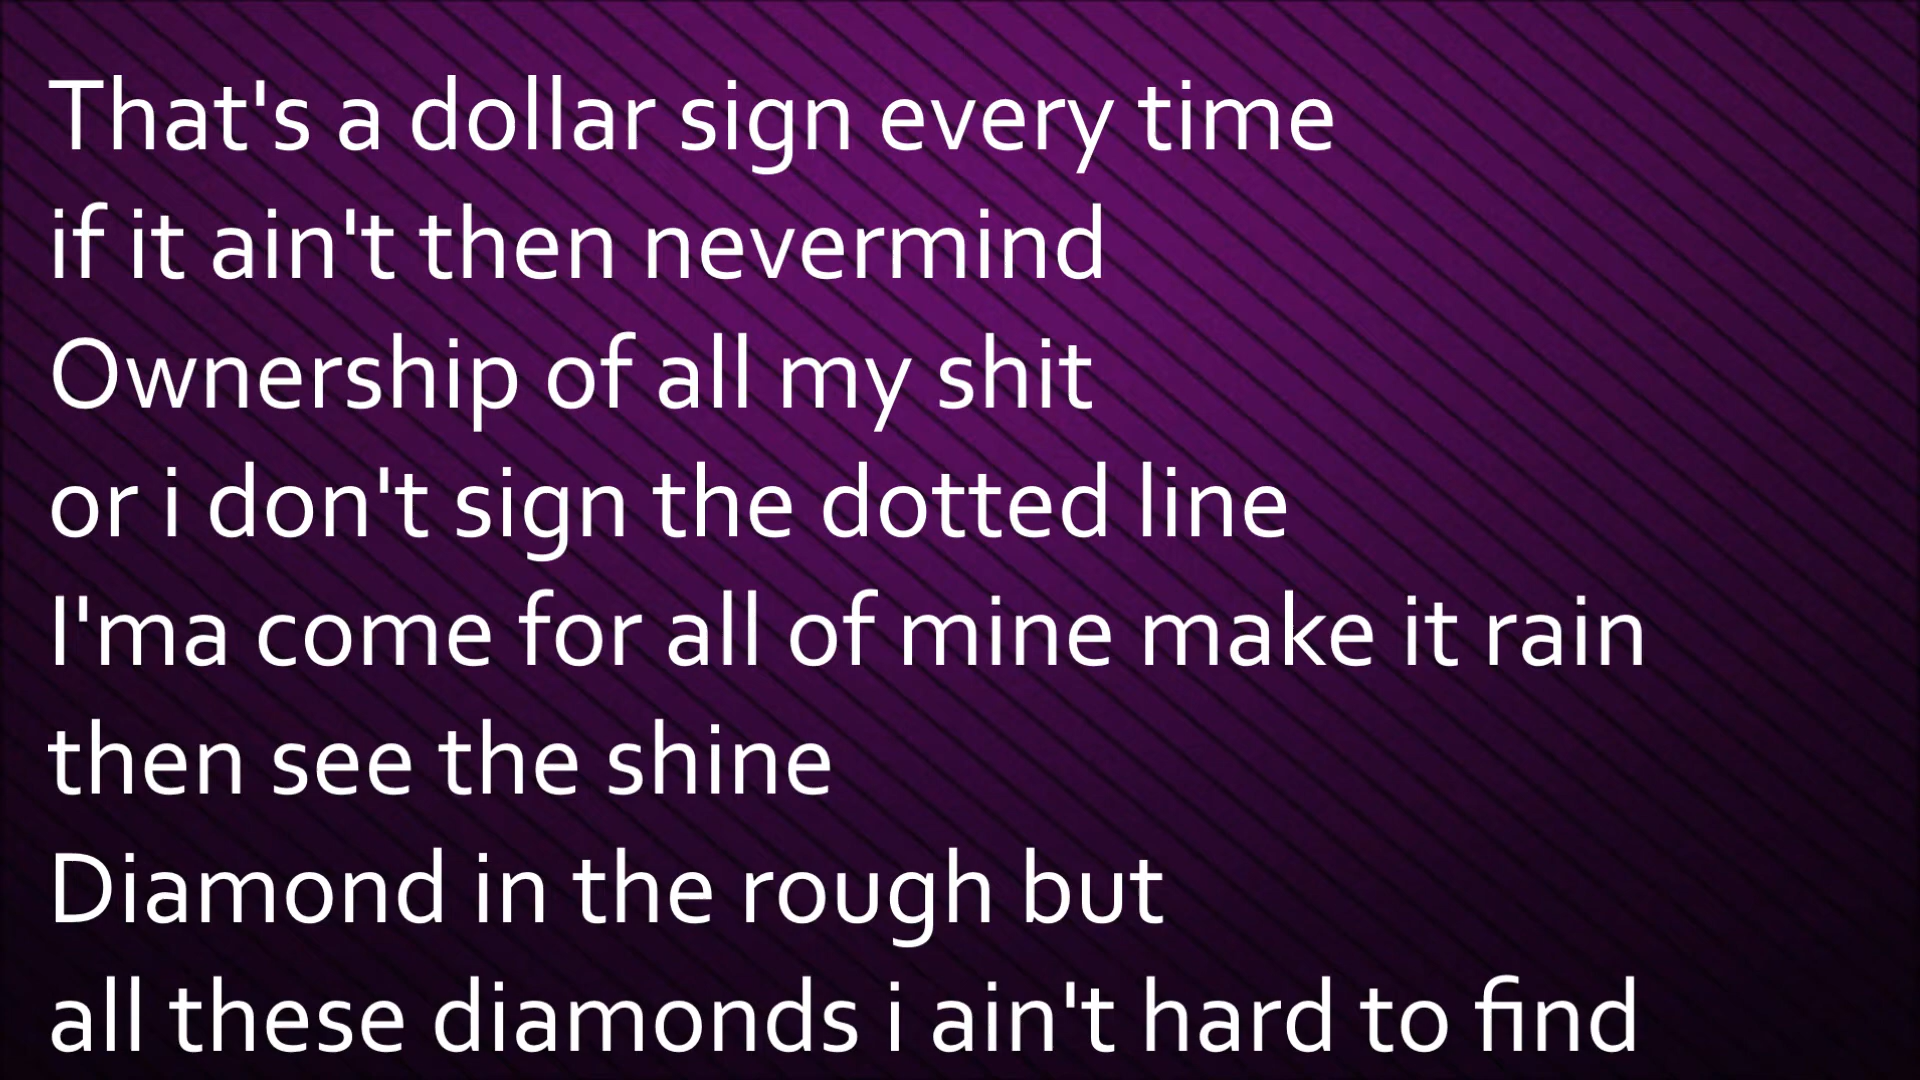 That's a dollar sign every time
if it ain't then nevermind
Ownership of all my shit
or i don't sign the dotted line
I'ma come for all of mine make it rain
then see the shine
Diamond in the rough but
all these diamonds i ain't hard to find